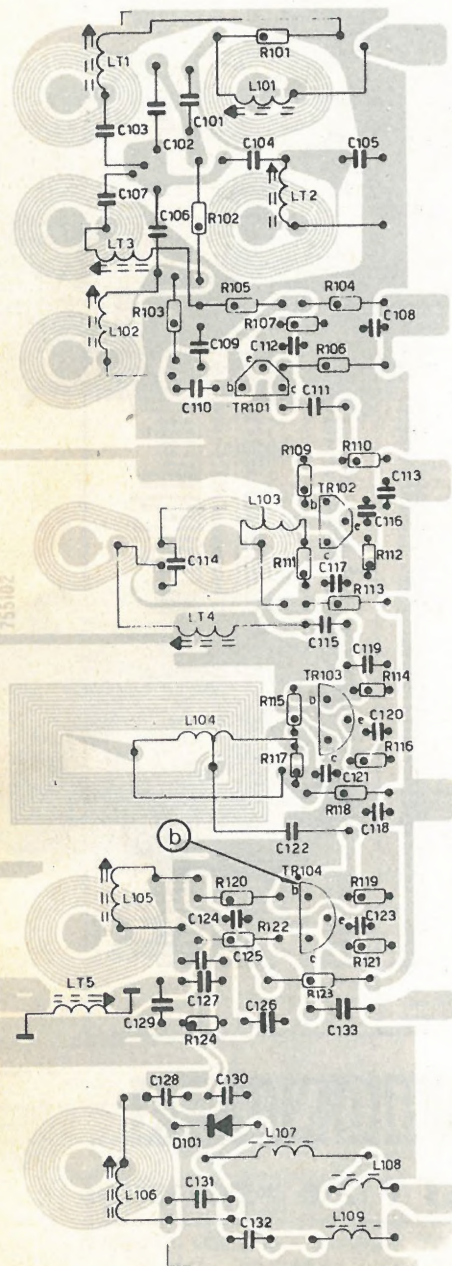 R101
LT1
L101
C103
C102
C101
C104
C105
C107
C106
R102
LT2
LT3
R105
R104
R103
L102
R107
C108
C109
C112
R106
e
b
c
C110
TR101
C111
R109
R110
C113
L103
TR102
b
C116
e
C114
c
R111
C117
R112
R113
LT4
C115
755102
C119
TR103
R114
R115
b
L104
e
C120
R117
c
R116
C121
R118
C118
C122
b
TR104
b
R120
R119
L105
C124
e
C123
R122
c
R121
C125
LT5
C127
R123
C129
C126
R124
C133
C128
C130
D101
L107
L108
L106
C131
L109
C132